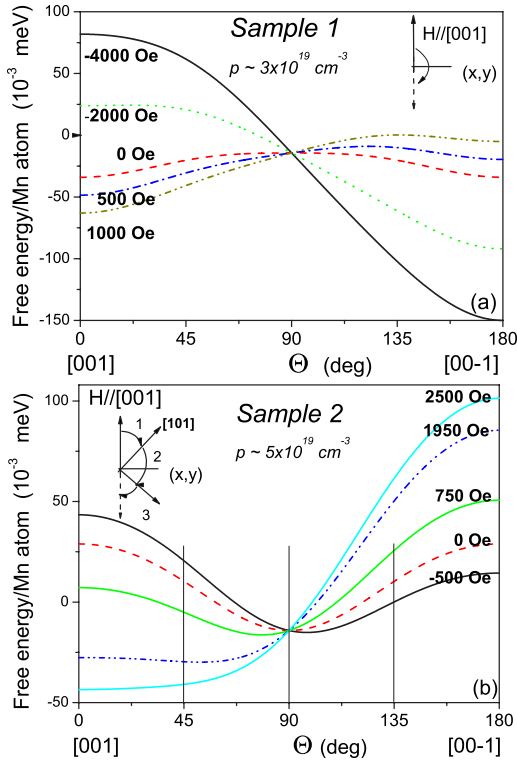 Sample 1
p ~ 3x10^19 cm^-3
H//[001]
(x,y)
Free energy/Mn atom (10^-3 meV)
100
50
0
-50
-100
-150
-4000 Oe
-2000 Oe
0 Oe
500 Oe
1000 Oe
(a)
0 45 90 135 180
[001] Θ (deg) [00-1]
H//[001]
Sample 2
p ~ 5x10^19 cm^-3
1
[101]
2
(x,y)
3
Free energy/Mn atom (10^-3 meV)
100
50
0
-50
2500 Oe
1950 Oe
750 Oe
0 Oe
-500 Oe
(b)
0 45 90 135 180
[001] Θ (deg) [00-1]